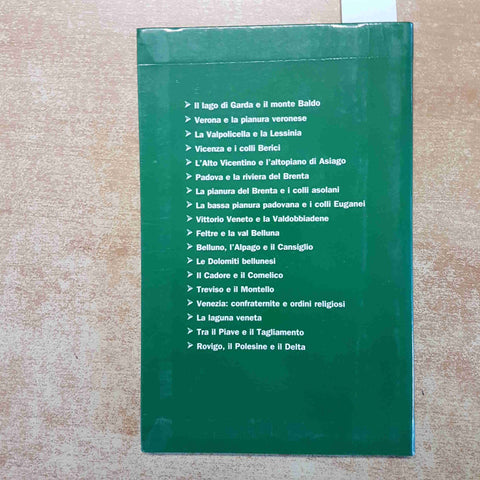 ➢ Il lago di Garda e il monte Baldo
➢ Verona e la pianura veronese
➢ La Valpolicella e la Lessinia
➢ Vicenza e i colli Berici
➢ L'Alto Vicentino e l'altopiano di Asiago
➢ Padova e la riviera del Brenta
➢ La pianura del Brenta e i colli asolani
➢ La bassa pianura padovana e i colli Euganei
➢ Vittorio Veneto e la Valdobbiadene
➢ Feltre e la val Belluna
➢ Belluno, l'Alpago e il Cansiglio
➢ Le Dolomiti bellunesi
➢ Il Cadore e il Comelico
➢ Treviso e il Montello
➢ Venezia: confraternite e ordini religiosi
➢ La laguna veneta
➢ Tra il Piave e il Tagliamento
➢ Rovigo, il Polesine e il Delta